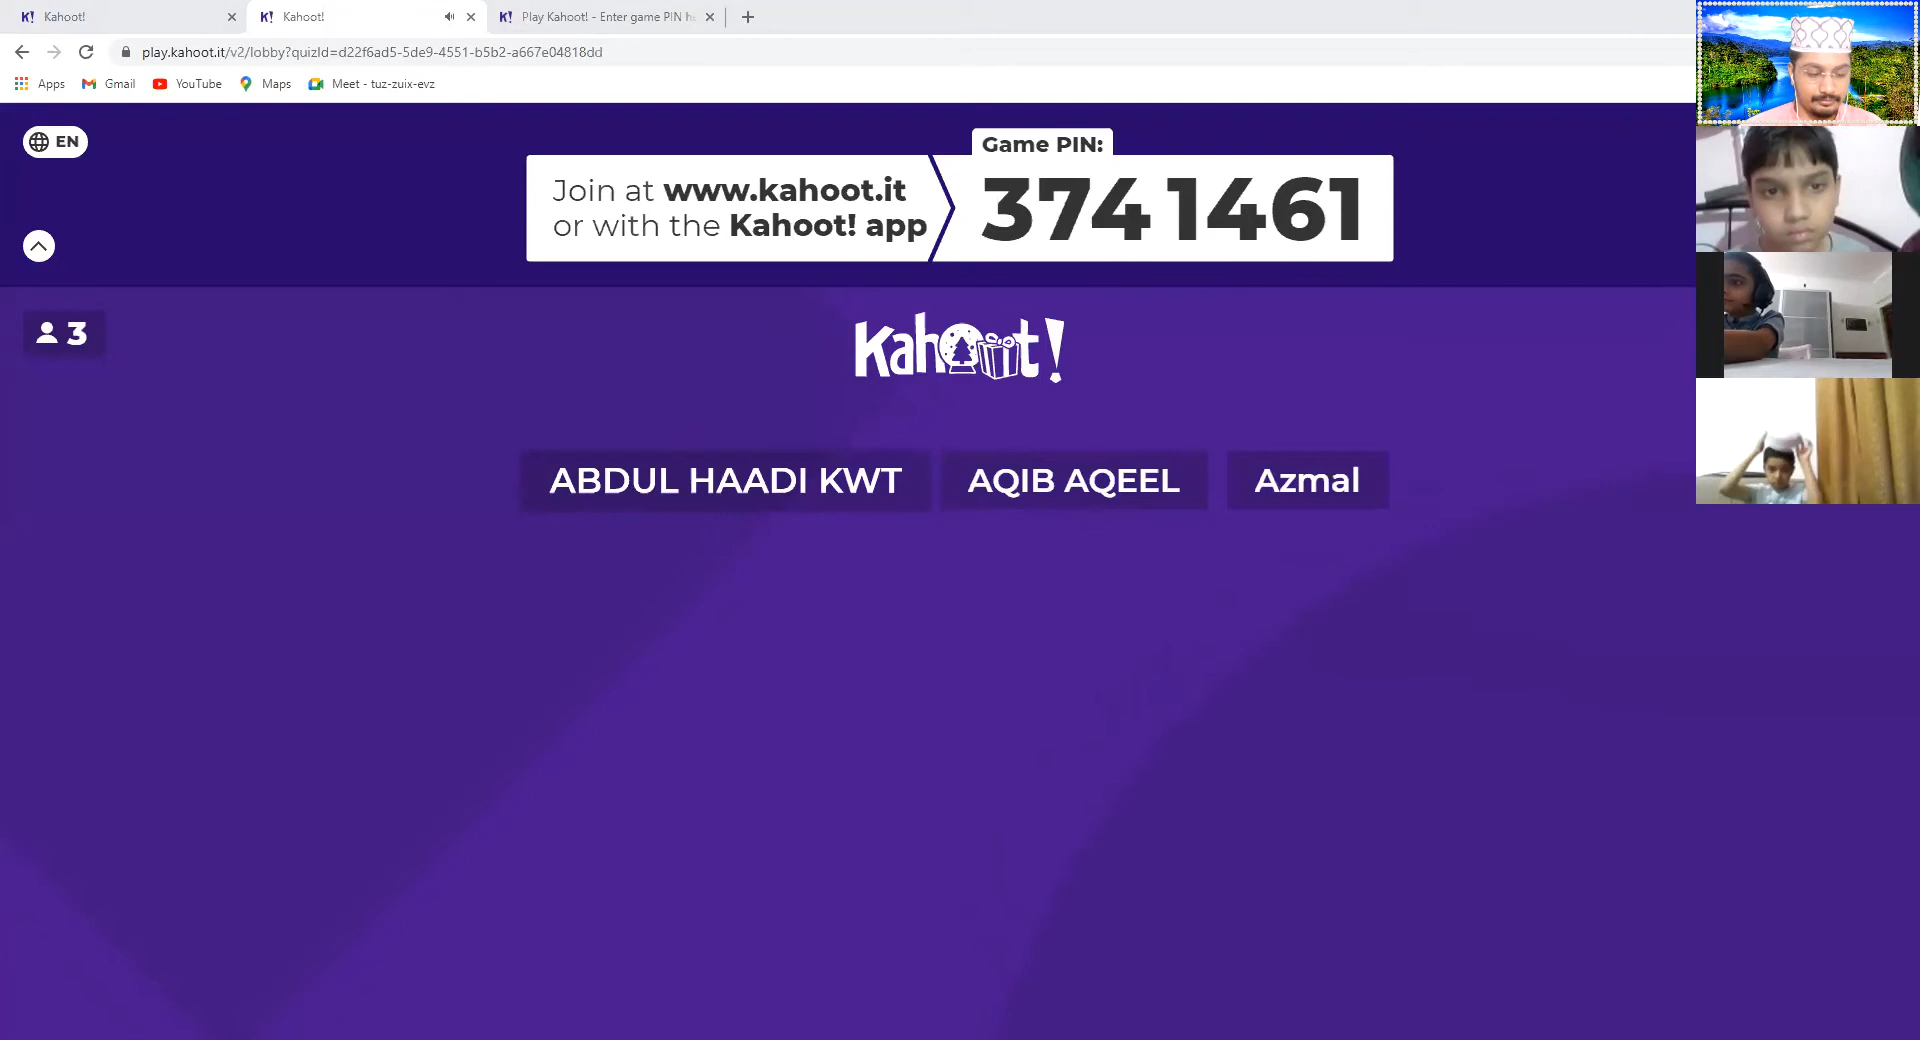 Kahoot!
Kahoot!
Play Kahoot! - Enter game PIN he
play.kahoot.it/v2/lobby?quizId=d22f6ad5-5de9-4551-b5b2-a667e04818dd
Apps
Gmail
YouTube
Maps
Meet - tuz-zuix-evz
EN
Join at www.kahoot.it
or with the Kahoot! app
Game PIN:
374 1461
3
Kahoot!
ABDUL HAADI KWT
AQIB AQEEL
Azmal